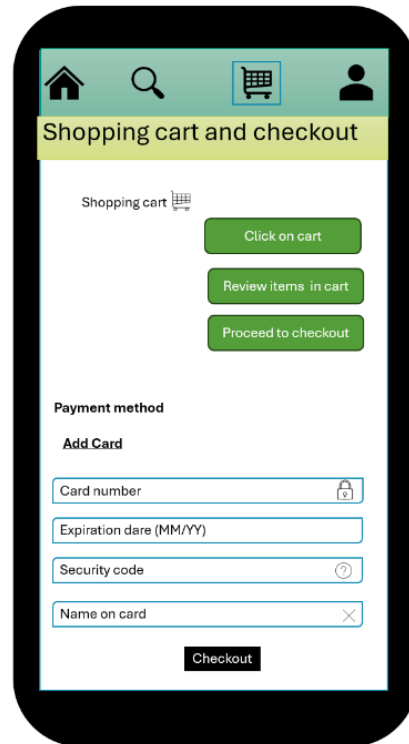 Shopping cart and checkout
Shopping cart
Click on cart
Review items in cart
Proceed to checkout
Payment method
Add Card
Card number
Expiration dare (MM/YY)
Security code
Name on card
Checkout